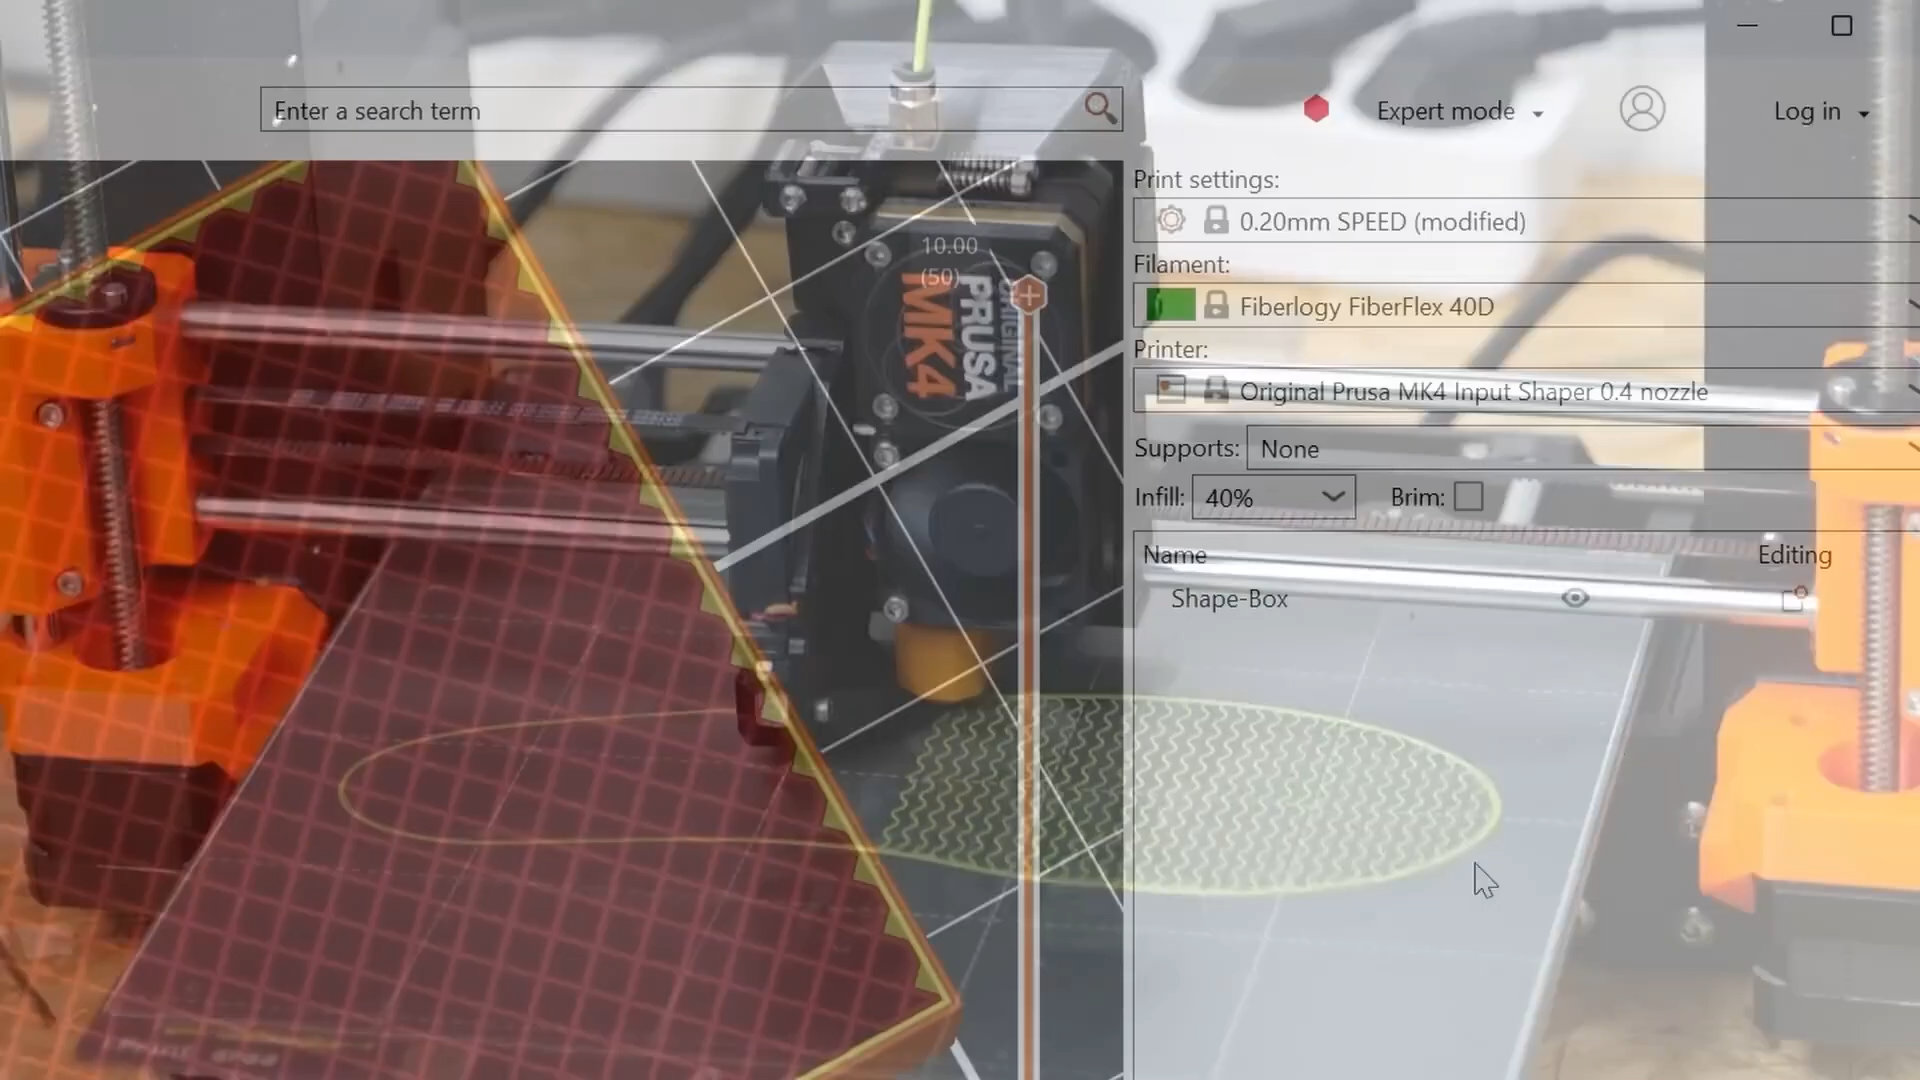 Enter a search term
Expert mode
Log in
Print settings:
0.20mm SPEED (modified)
Filament:
Fiberlogy FiberFlex 40D
Printer:
Original Prusa MK4 Input Shaper 0.4 nozzle
Supports: None
Infill: 40% Brim:
Name Editing
Shape-Box
10.00
(50)
ORIGINAL
PRUSA
MK4